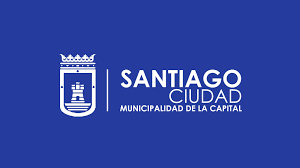 SANTIAGO
CIUDAD
MUNICIPALIDAD DE LA CAPITAL